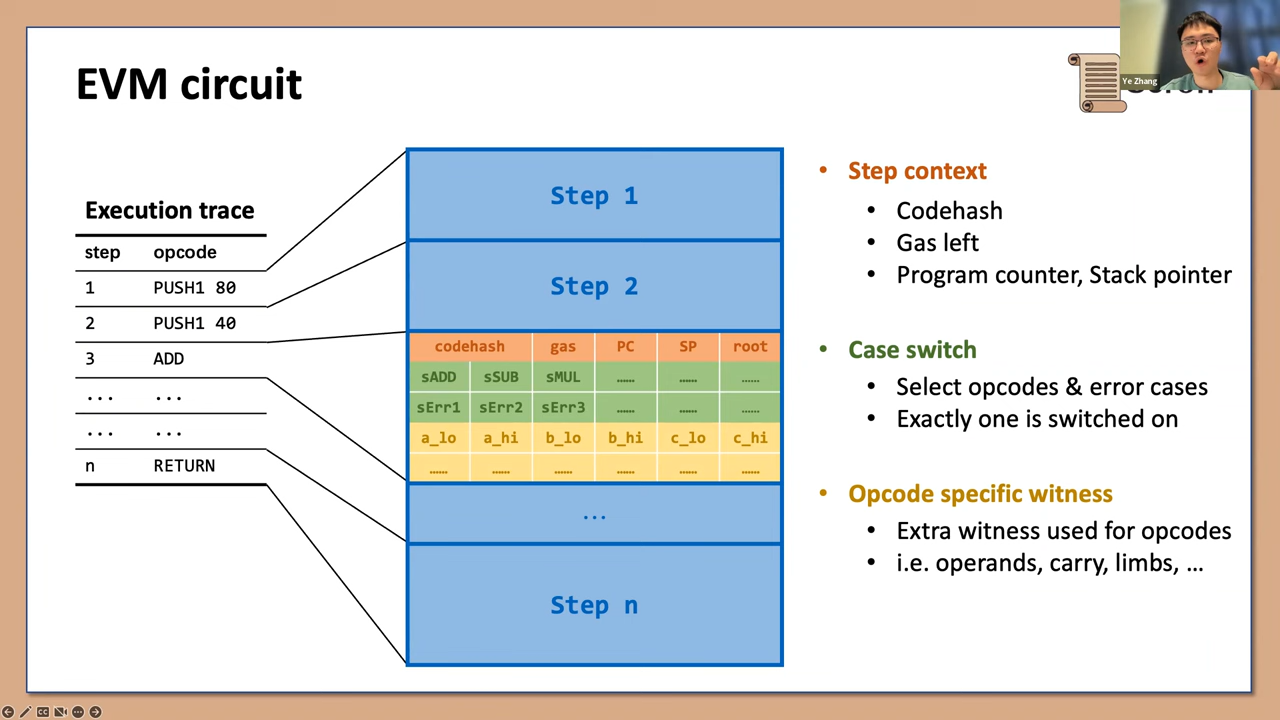 EVM circuit
Ye Zhang
Execution trace
step opcode
1 PUSH1 80
2 PUSH1 40
3 ADD
... ...
... ...
n RETURN
Step 1
Step 2
codehash gas PC SP root
sADD sSUB sMUL …… …… ……
sErr1 sErr2 sErr3 …… …… ……
a_lo a_hi b_lo b_hi c_lo c_hi
…… …… …… …… …… ……
...
Step n
• Step context
• Codehash
• Gas left
• Program counter, Stack pointer
• Case switch
• Select opcodes & error cases
• Exactly one is switched on
• Opcode specific witness
• Extra witness used for opcodes
• i.e. operands, carry, limbs, …
CC